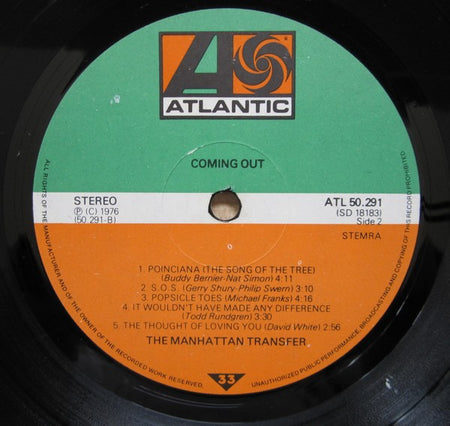 ATLANTIC
COMING OUT
STEREO
Ⓟ (C) 1976
(50.291-B)
ATL 50.291
(SD 18183)
Side 2
STEMRA
1. POINCIANA (THE SONG OF THE TREE)
(Buddy Bernier-Nat Simon) 4:11
2. S.O.S. (Gerry Shury-Philip Swern) 3:10
3. POPSICLE TOES (Michael Franks) 4:16
4. IT WOULDN'T HAVE MADE ANY DIFFERENCE
(Todd Rundgren) 3:30
5. THE THOUGHT OF LOVING YOU (David White) 2:56
THE MANHATTAN TRANSFER
33
ALL RIGHTS OF THE MANUFACTURER AND OF THE OWNER OF THE RECORDED WORK RESERVED.
UNAUTHORIZED PUBLIC PERFORMANCE, BROADCASTING AND COPYING OF THIS RECORD PROHIBITED.